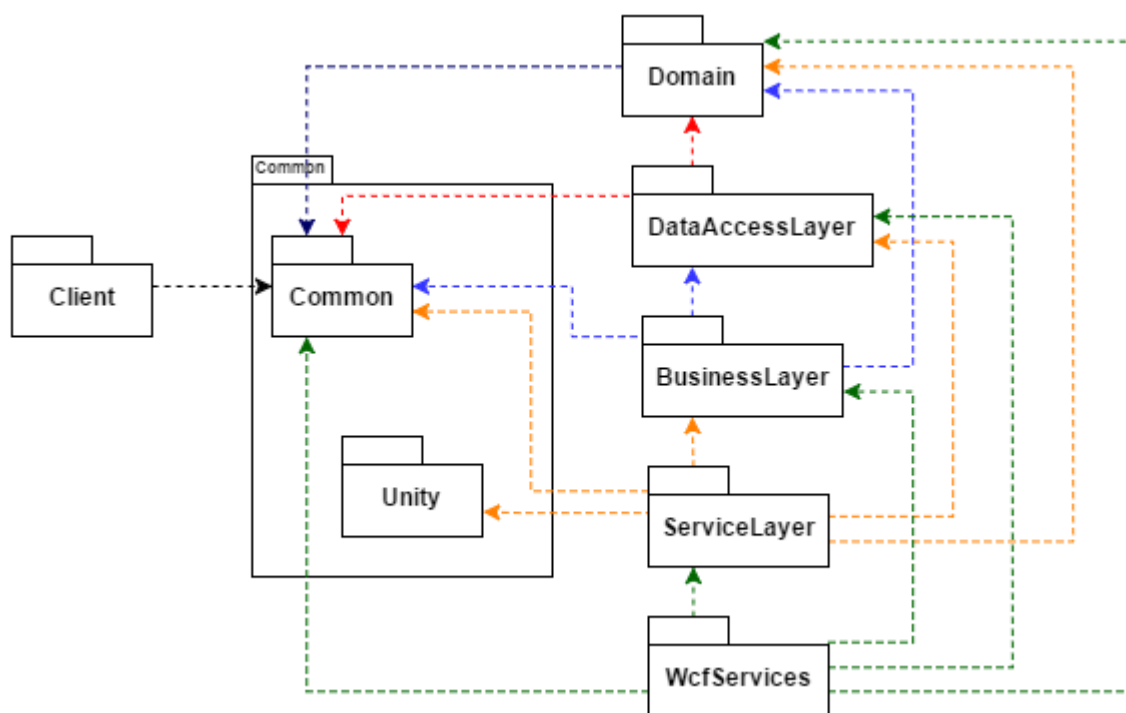 Domain
Common
DataAccessLayer
Client
Common
BusinessLayer
Unity
ServiceLayer
WcfServices